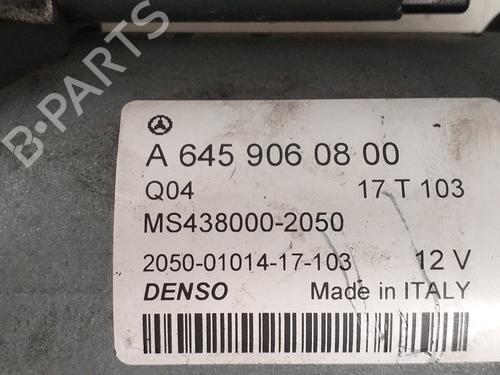 B-PARTS
A 645 906 08 00
Q04 17 T 103
MS438000-2050
2050-01014-17-103 12 V
DENSO Made in ITALY